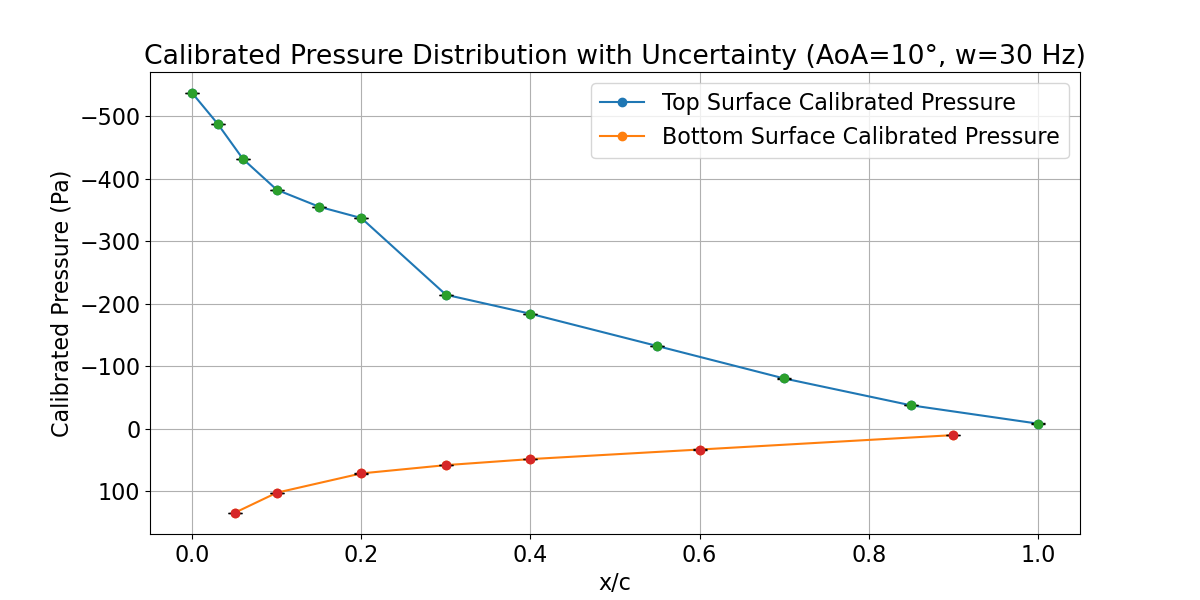 Calibrated Pressure Distribution with Uncertainty (AoA=10°, w=30 Hz)
Top Surface Calibrated Pressure
Bottom Surface Calibrated Pressure
Calibrated Pressure (Pa)
−500
−400
−300
−200
−100
0
100
0.0 0.2 0.4 0.6 0.8 1.0
x/c